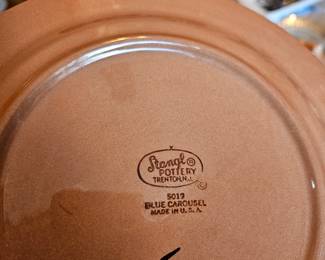 Stangl ®
POTTERY
TRENTON, N.J.
©
5019
BLUE CAROUSEL
MADE IN U.S.A.